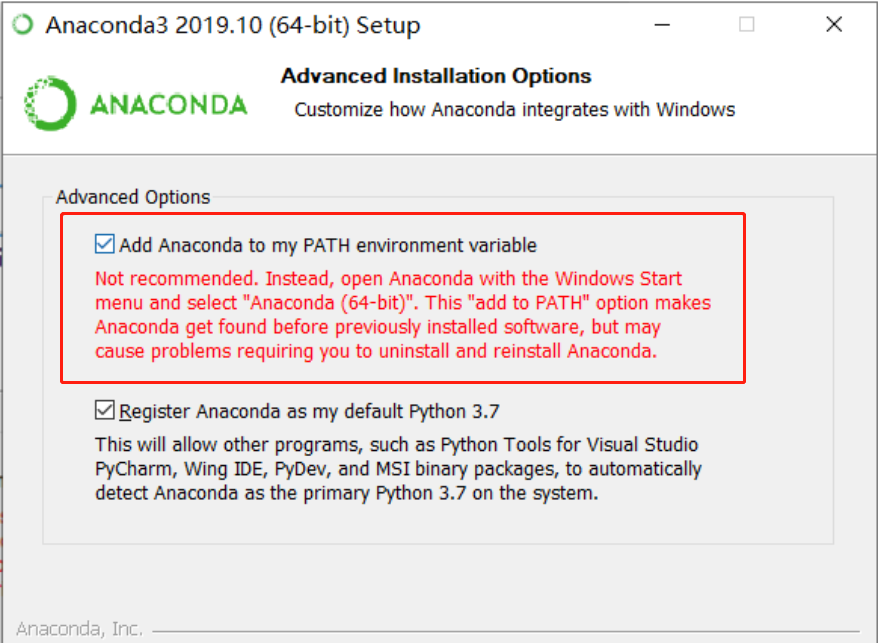 Anaconda3 2019.10 (64-bit) Setup
ANACONDA
Advanced Installation Options
Customize how Anaconda integrates with Windows
Advanced Options
Add Anaconda to my PATH environment variable
Not recommended. Instead, open Anaconda with the Windows Start
menu and select "Anaconda (64-bit)". This "add to PATH" option makes
Anaconda get found before previously installed software, but may
cause problems requiring you to uninstall and reinstall Anaconda.
Register Anaconda as my default Python 3.7
This will allow other programs, such as Python Tools for Visual Studio
PyCharm, Wing IDE, PyDev, and MSI binary packages, to automatically
detect Anaconda as the primary Python 3.7 on the system.
Anaconda, Inc.